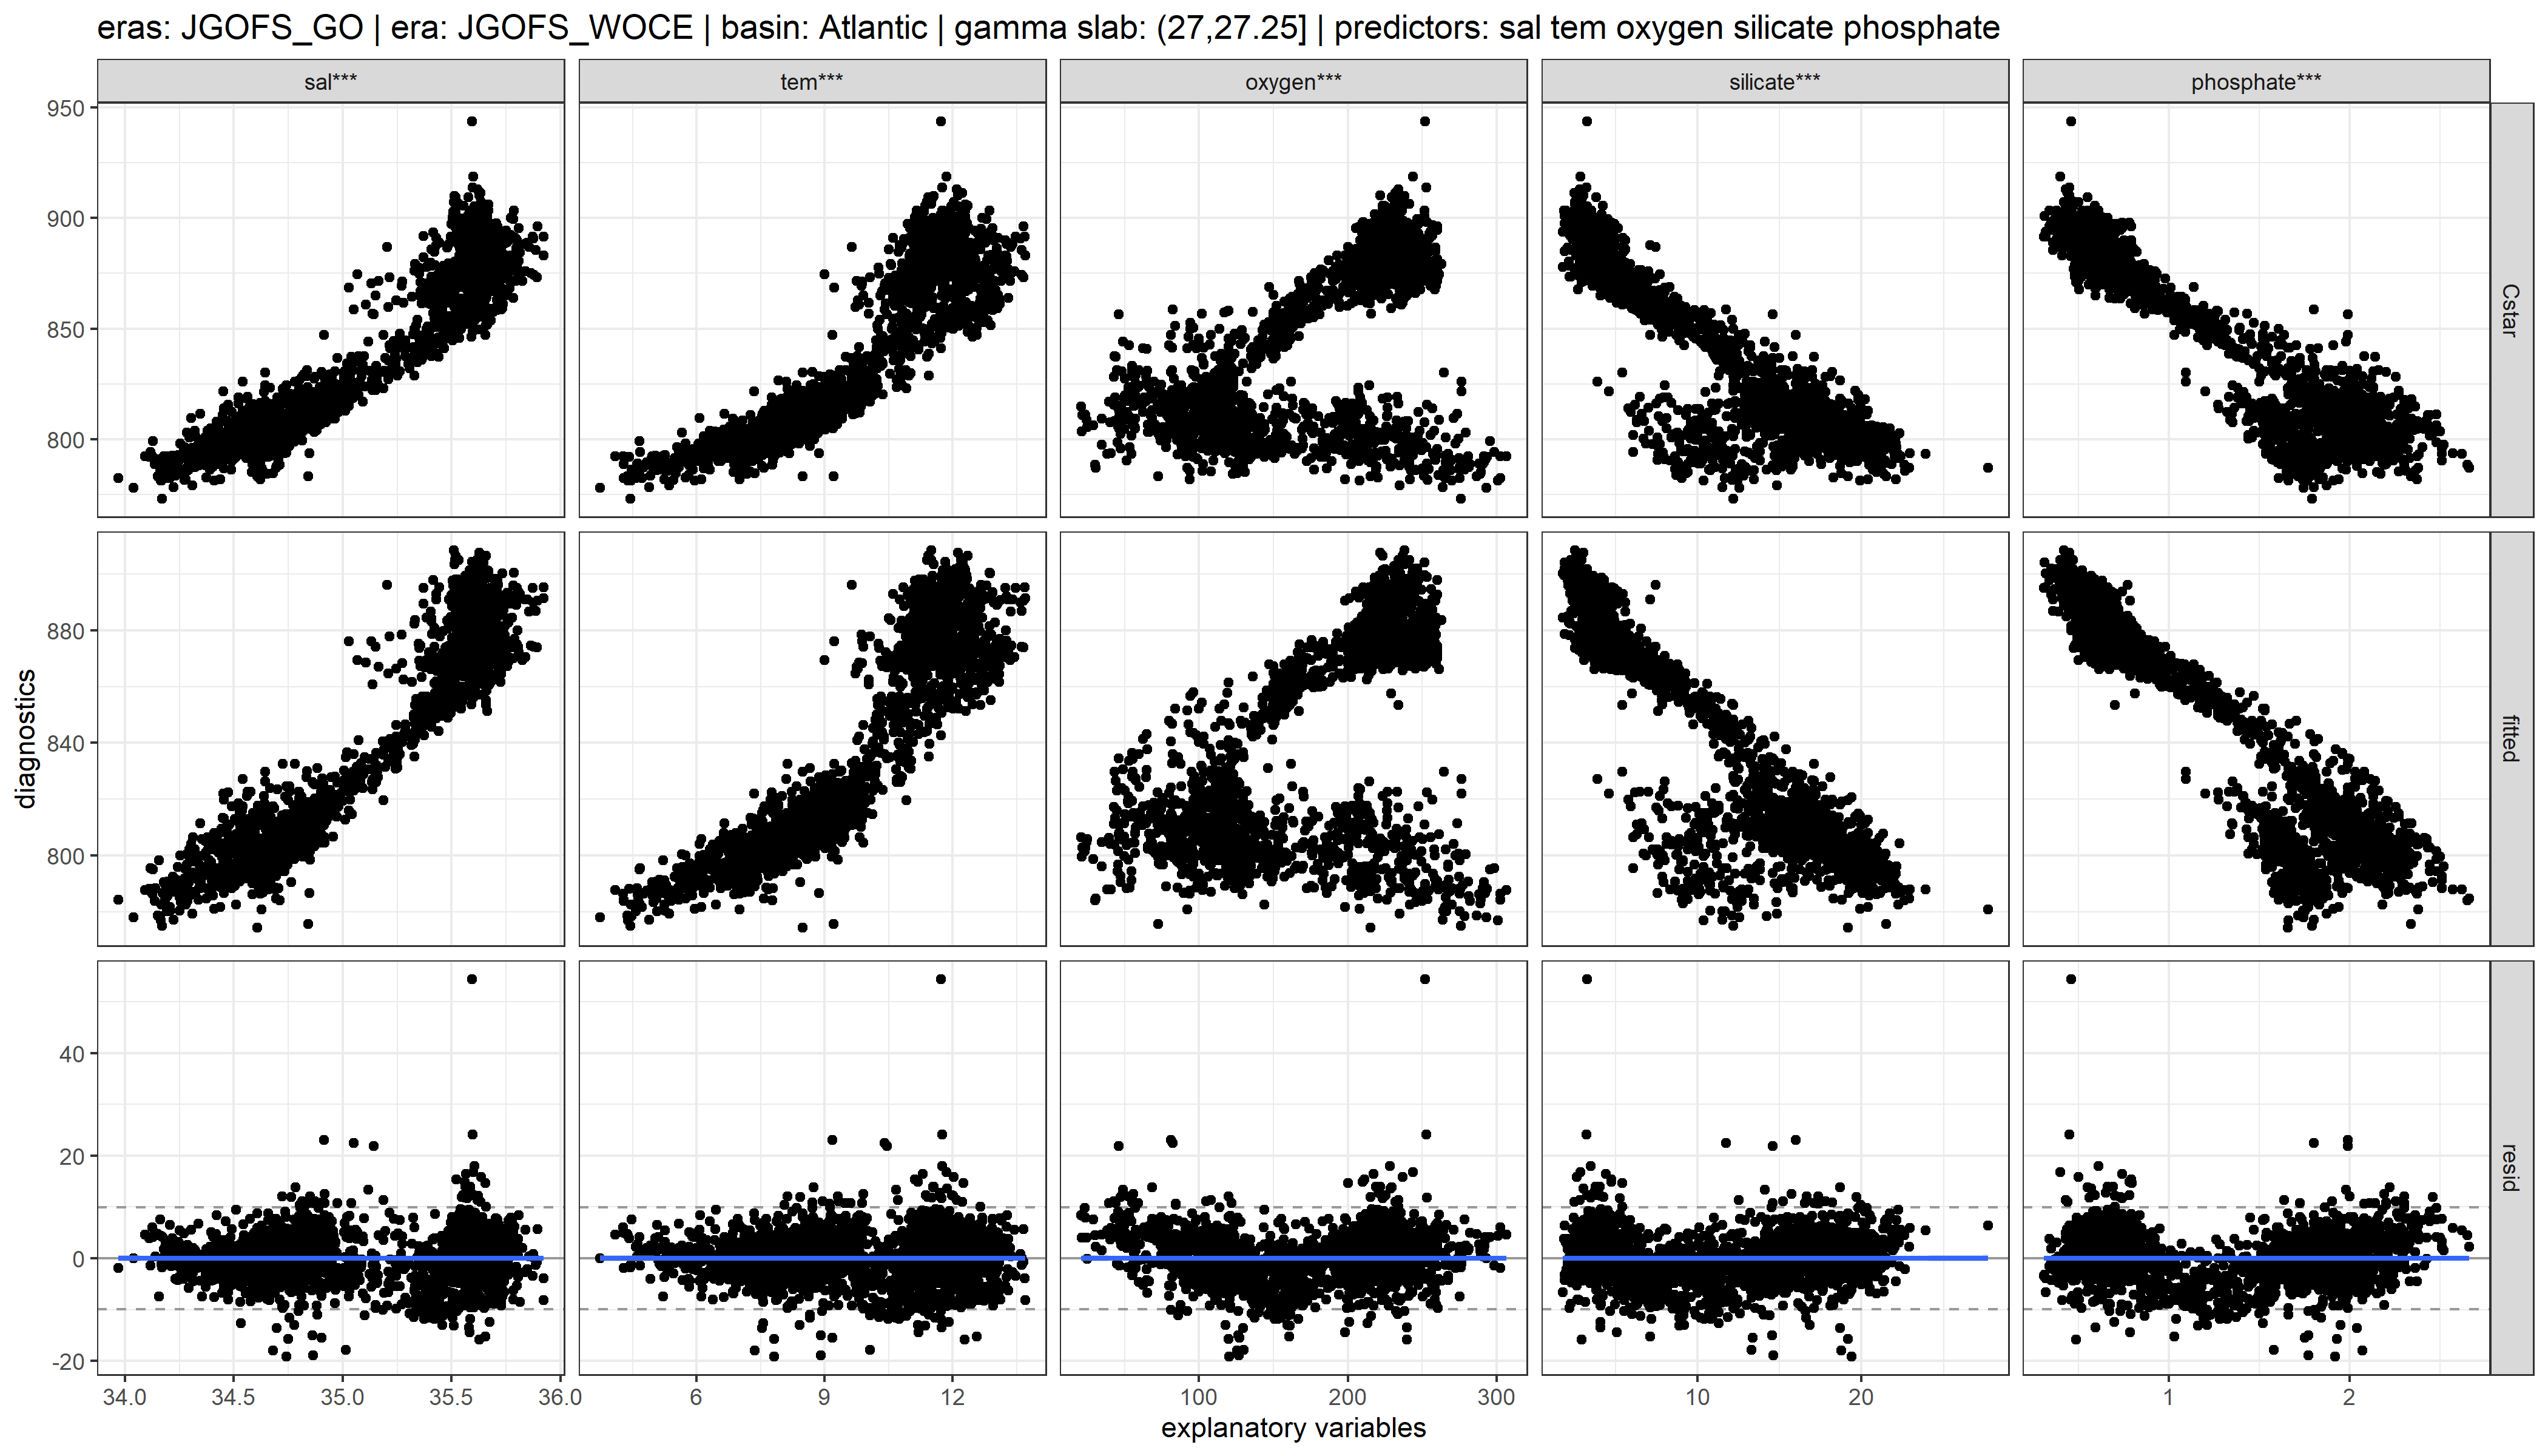 eras: JGOFS_GO | era: JGOFS_WOCE | basin: Atlantic | gamma slab: (27,27.25] | predictors: sal tem oxygen silicate phosphate
sal*** tem*** oxygen*** silicate*** phosphate***
950
900
850
800
Cstar
880
840
800
fitted
diagnostics
40
20
0
-20
resid
34.0 34.5 35.0 35.5 36.0 6 9 12 100 200 300 10 20 1 2
explanatory variables